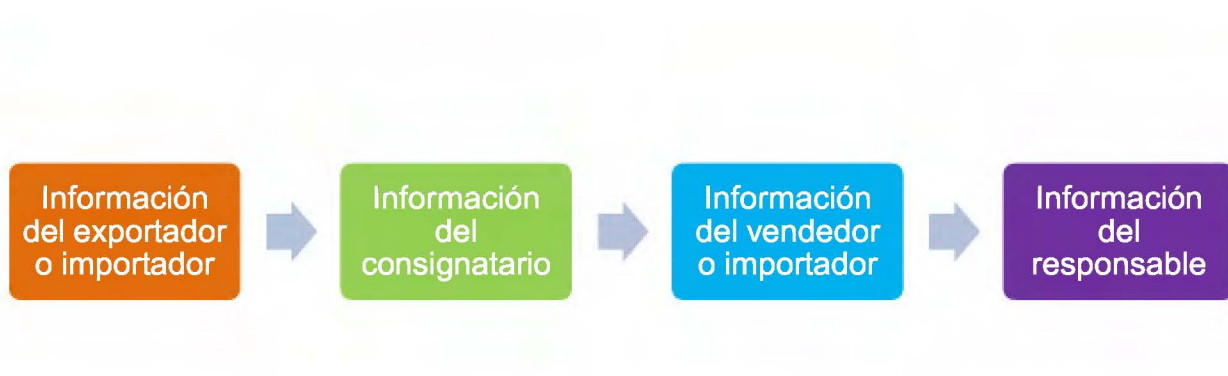 Información
del exportador
o importador
Información
del
consignatario
Información
del vendedor
o importador
Información
del
responsable